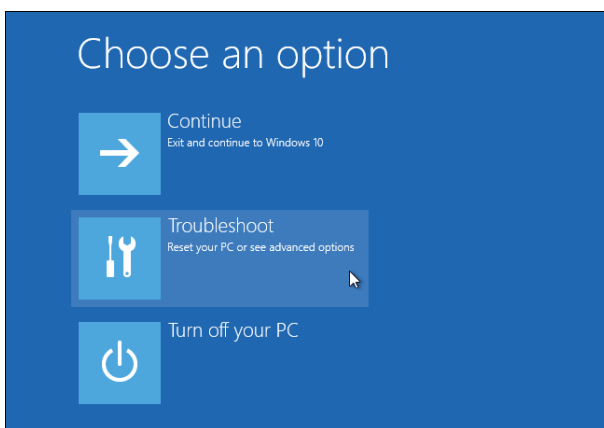 Choose an option
Continue
Exit and continue to Windows 10
Troubleshoot
Reset your PC or see advanced options
Turn off your PC